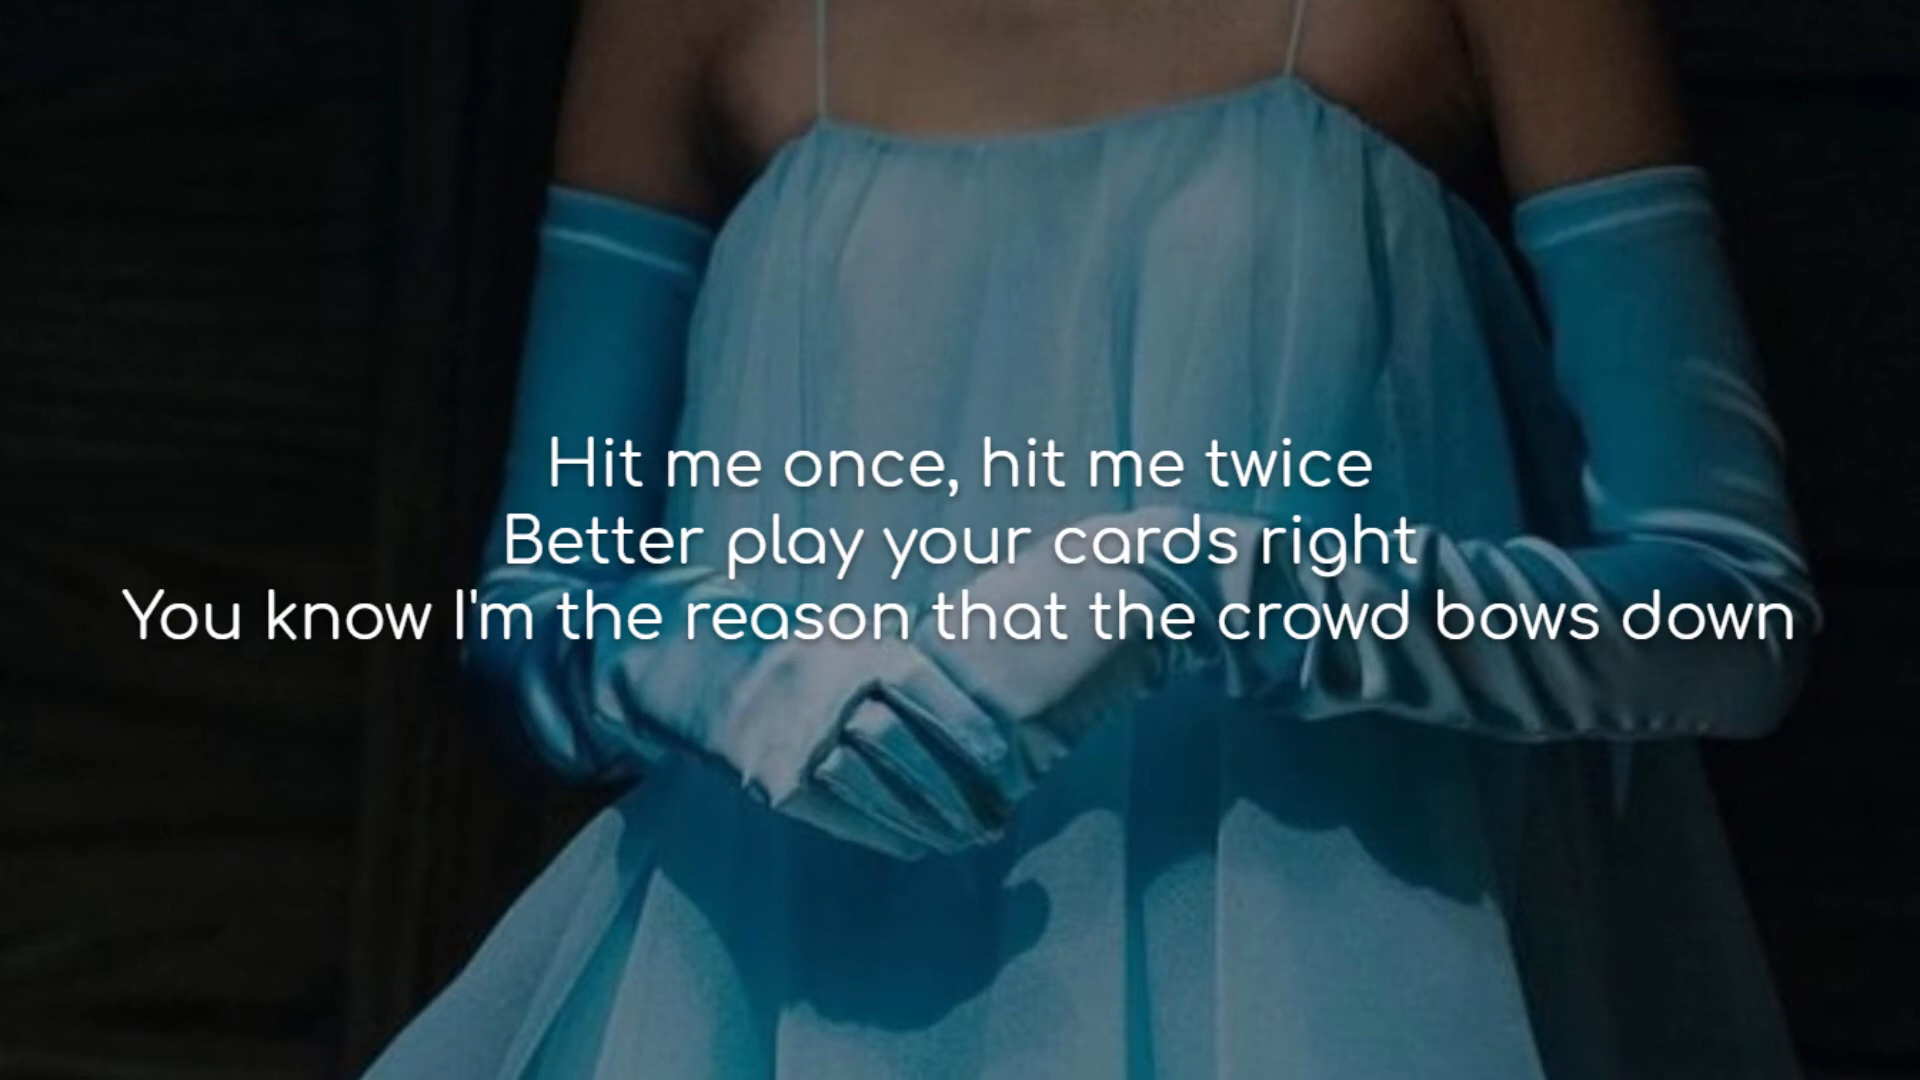 Hit me once, hit me twice
Better play your cards right
You know I'm the reason that the crowd bows down